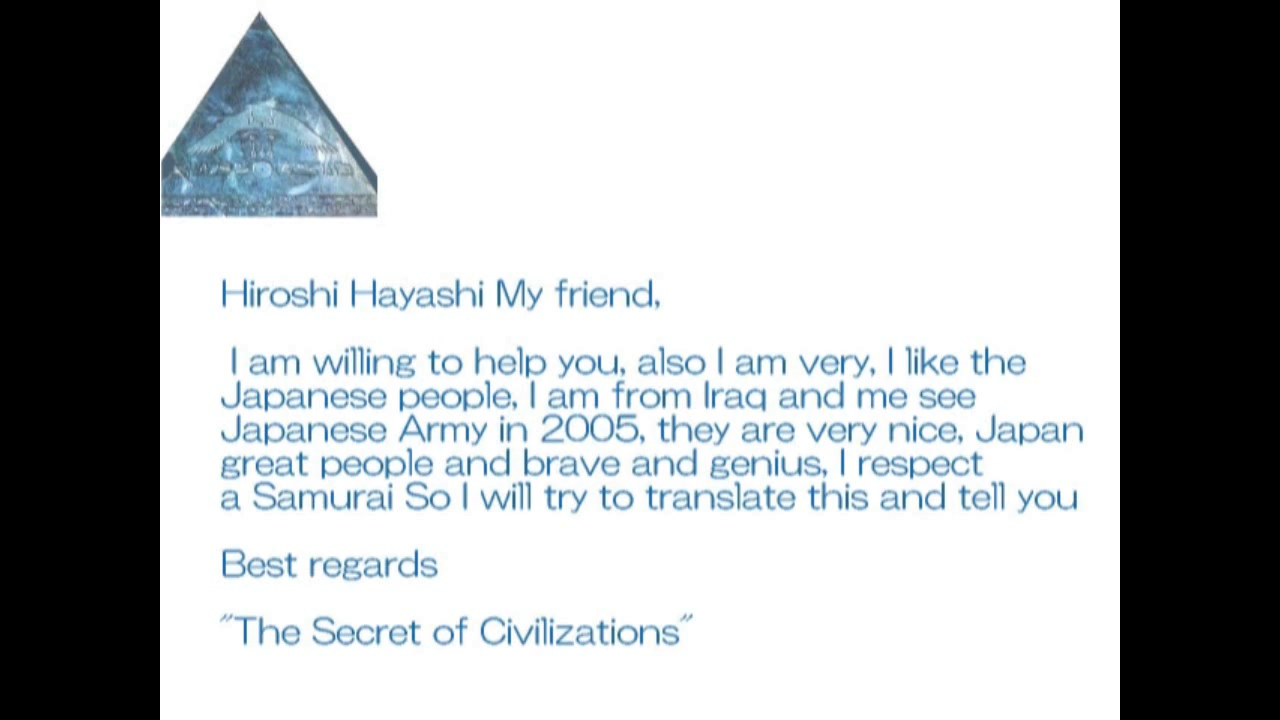 Hiroshi Hayashi My friend,
I am willing to help you, also I am very, I like the
Japanese people, I am from Iraq and me see
Japanese Army in 2005, they are very nice, Japan
great people and brave and genius, I respect
a Samurai So I will try to translate this and tell you
Best regards
"The Secret of Civilizations"